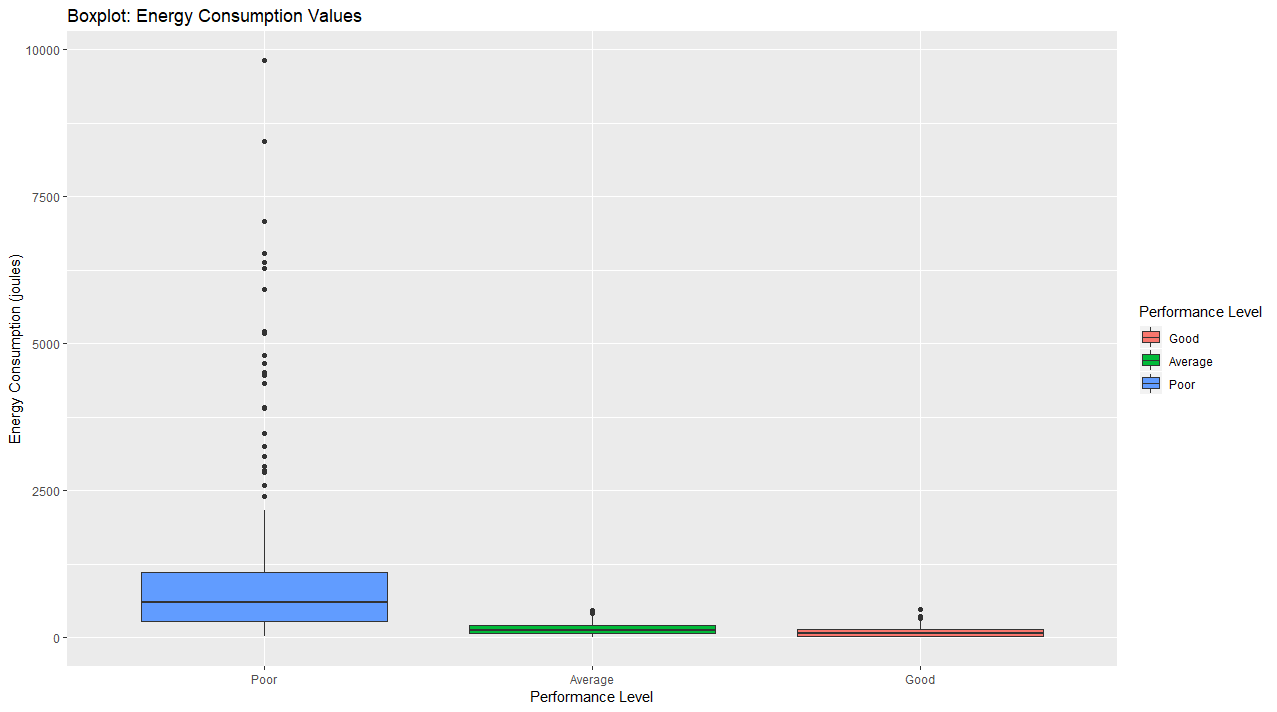 Boxplot: Energy Consumption Values
10000
7500
5000
2500
0
Energy Consumption (joules)
Poor
Average
Good
Performance Level
Performance Level
Good
Average
Poor